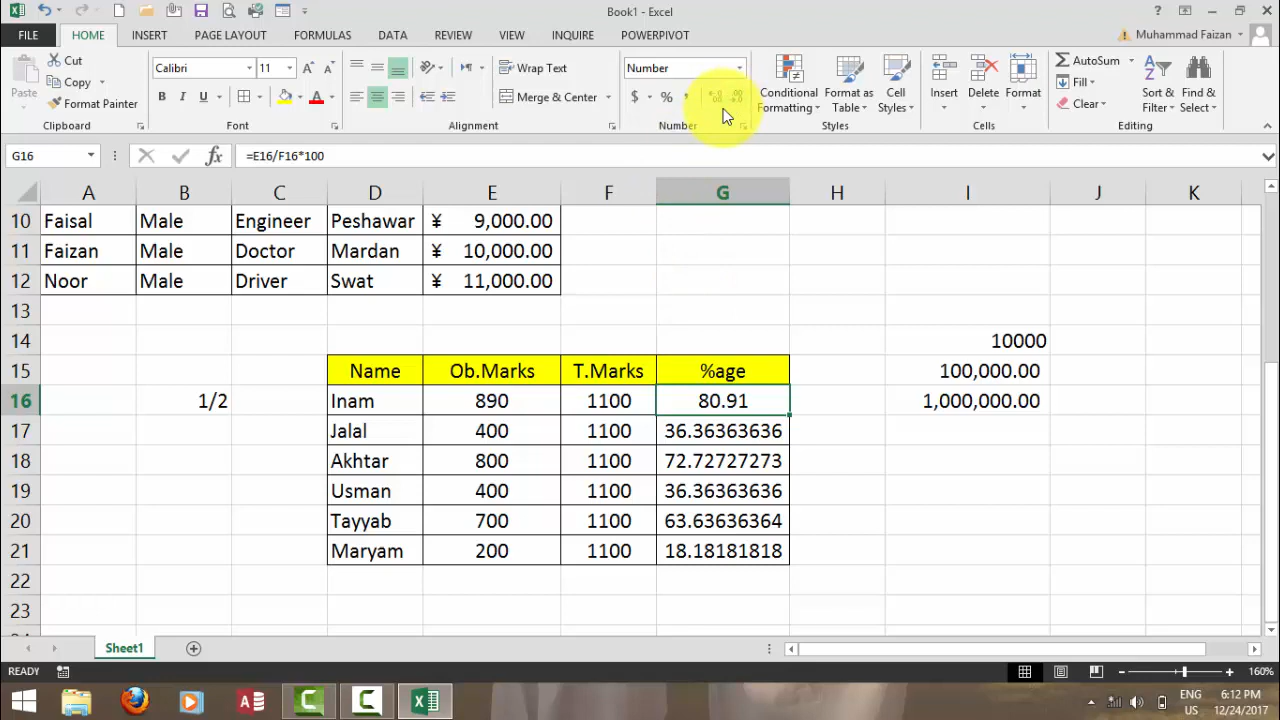 Book1 - Excel
FILE HOME INSERT PAGE LAYOUT FORMULAS DATA REVIEW VIEW INQUIRE POWERPIVOT Muhammad Faizan
Paste Cut Copy Format Painter
Calibri 11 B I U A
Wrap Text
Merge & Center
Number
$ % ,
Conditional Formatting Format as Table Cell Styles
Insert Delete Format
AutoSum Fill Clear Sort & Filter Find & Select
Clipboard Font Alignment Number Styles Cells Editing
G16 fx =E16/F16*100
A B C D E F G H I J K
10 Faisal Male Engineer Peshawar ¥ 9,000.00
11 Faizan Male Doctor Mardan ¥ 10,000.00
12 Noor Male Driver Swat ¥ 11,000.00
13
14 10000
15 Name Ob.Marks T.Marks %age 100,000.00
16 1/2 Inam 890 1100 80.91 1,000,000.00
17 Jalal 400 1100 36.36363636
18 Akhtar 800 1100 72.72727273
19 Usman 400 1100 36.36363636
20 Tayyab 700 1100 63.63636364
21 Maryam 200 1100 18.18181818
22
23
Sheet1
READY 160%
ENG 6:12 PM
US 12/24/2017